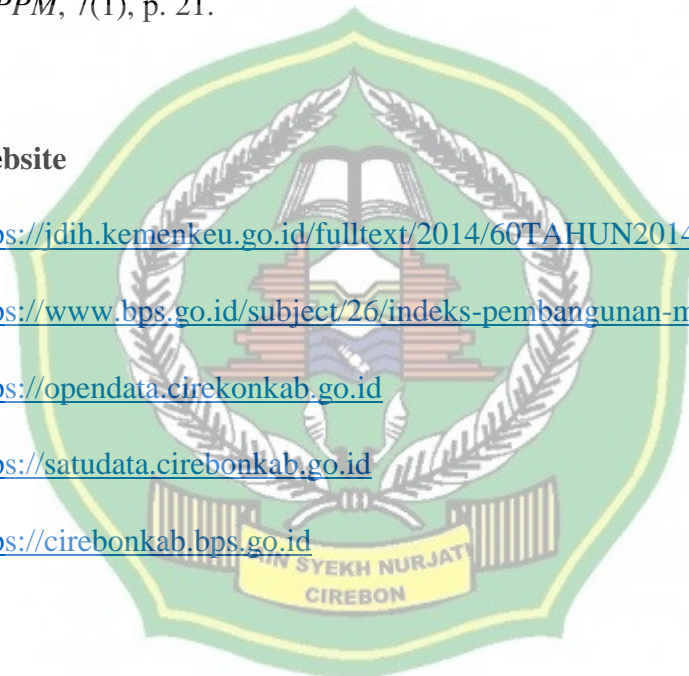 PPM, 7(1), p. 21.
ebsite
ps://jdih.kemenkeu.go.id/fulltext/2014/60TAHUN2014
ps://www.bps.go.id/subject/26/indeks-pembangunan-m
ps://opendata.cirekonkab.go.id
ps://satudata.cirebonkab.go.id
ps://cirebonkab.bps.go.id
IAIN SYEKH NURJATI
CIREBON